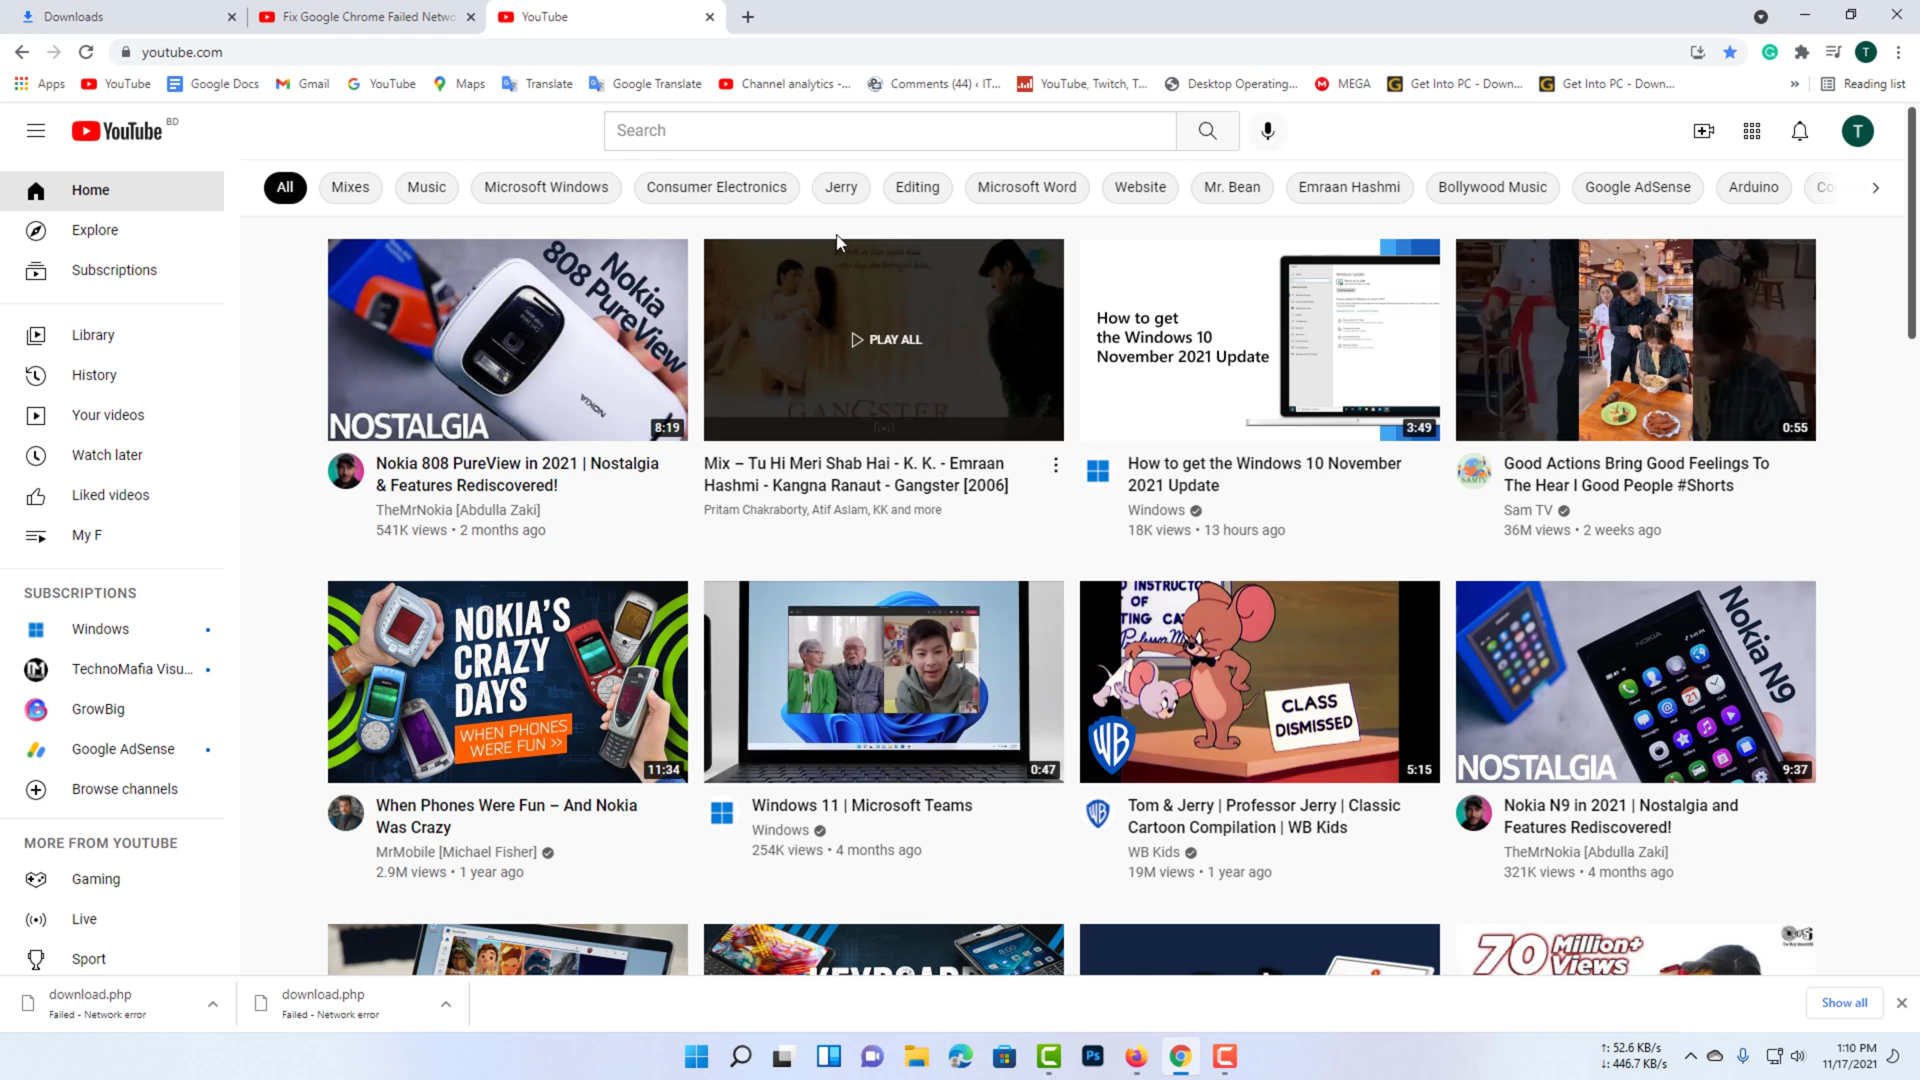 Downloads
Fix Google Chrome Failed Netwo
YouTube
youtube.com
Apps
YouTube
Google Docs
Gmail
YouTube
Maps
Translate
Google Translate
Channel analytics -...
Comments (44) ‹ IT...
YouTube, Twitch, T...
Desktop Operating...
MEGA
Get Into PC - Down...
Get Into PC - Down...
Reading list
T
YouTube BD
Search
T
All
Mixes
Music
Microsoft Windows
Consumer Electronics
Jerry
Editing
Microsoft Word
Website
Mr. Bean
Emraan Hashmi
Bollywood Music
Google AdSense
Arduino
Co
Home
Explore
Subscriptions
Library
History
Your videos
Watch later
Liked videos
My F
SUBSCRIPTIONS
Windows
TechnoMafia Visu...
GrowBig
Google AdSense
Browse channels
MORE FROM YOUTUBE
Gaming
Live
Sport
Nokia
808 PureView
NOKIA
NOSTALGIA
8:19
Nokia 808 PureView in 2021 | Nostalgia
& Features Rediscovered!
TheMrNokia [Abdulla Zaki]
541K views • 2 months ago
PLAY ALL
GANGSTER
Mix – Tu Hi Meri Shab Hai - K. K. - Emraan
Hashmi - Kangna Ranaut - Gangster [2006]
Pritam Chakraborty, Atif Aslam, KK and more
How to get
the Windows 10
November 2021 Update
3:49
How to get the Windows 10 November
2021 Update
Windows
18K views • 13 hours ago
0:55
SAMTV
Good Actions Bring Good Feelings To
The Hear I Good People #Shorts
Sam TV
36M views • 2 weeks ago
NOKIA'S
CRAZY
DAYS
WHEN PHONES
WERE FUN >>
11:34
When Phones Were Fun – And Nokia
Was Crazy
MrMobile [Michael Fisher]
2.9M views • 1 year ago
0:47
Windows 11 | Microsoft Teams
Windows
254K views • 4 months ago
INSTRUCTO
OF
TING CA
CLASS
DISMISSED
WB
5:15
Tom & Jerry | Professor Jerry | Classic
Cartoon Compilation | WB Kids
WB Kids
19M views • 1 year ago
Nokia N9
NOKIA
NOSTALGIA
9:37
Nokia N9 in 2021 | Nostalgia and
Features Rediscovered!
TheMrNokia [Abdulla Zaki]
321K views • 4 months ago
KEYBOARD
70 Million+
Views
download.php
Failed - Network error
download.php
Failed - Network error
Show all
Ps
↑: 52.6 KB/s
↓: 446.7 KB/s
1:10 PM
11/17/2021